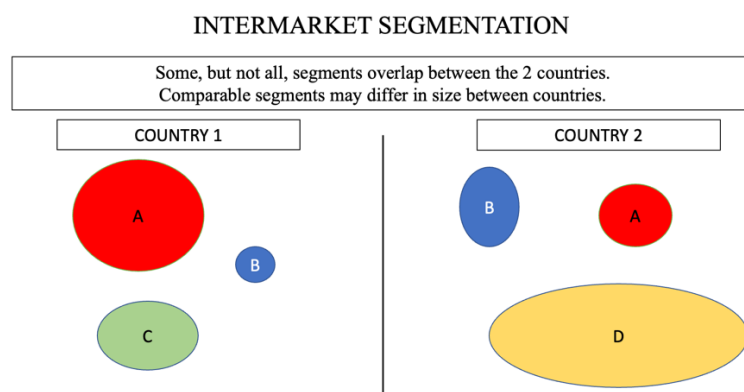 INTERMARKET SEGMENTATION
Some, but not all, segments overlap between the 2 countries.
Comparable segments may differ in size between countries.
COUNTRY 1
A
B
C
COUNTRY 2
B
A
D